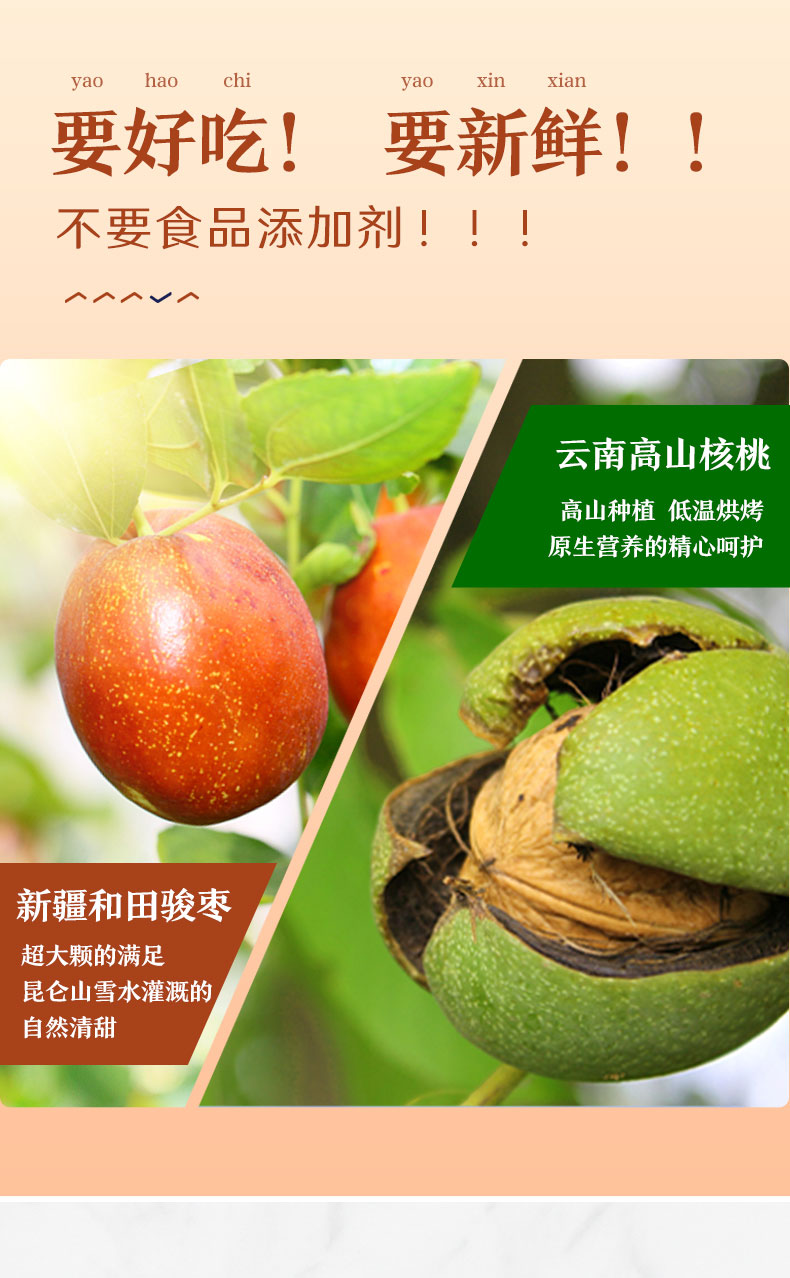 yao hao chi yao xin xian
要好吃！ 要新鲜！！
不要食品添加剂！！！
云南高山核桃
高山种植 低温烘烤
原生营养的精心呵护
新疆和田骏枣
超大颗的满足
昆仑山雪水灌溉的
自然清甜